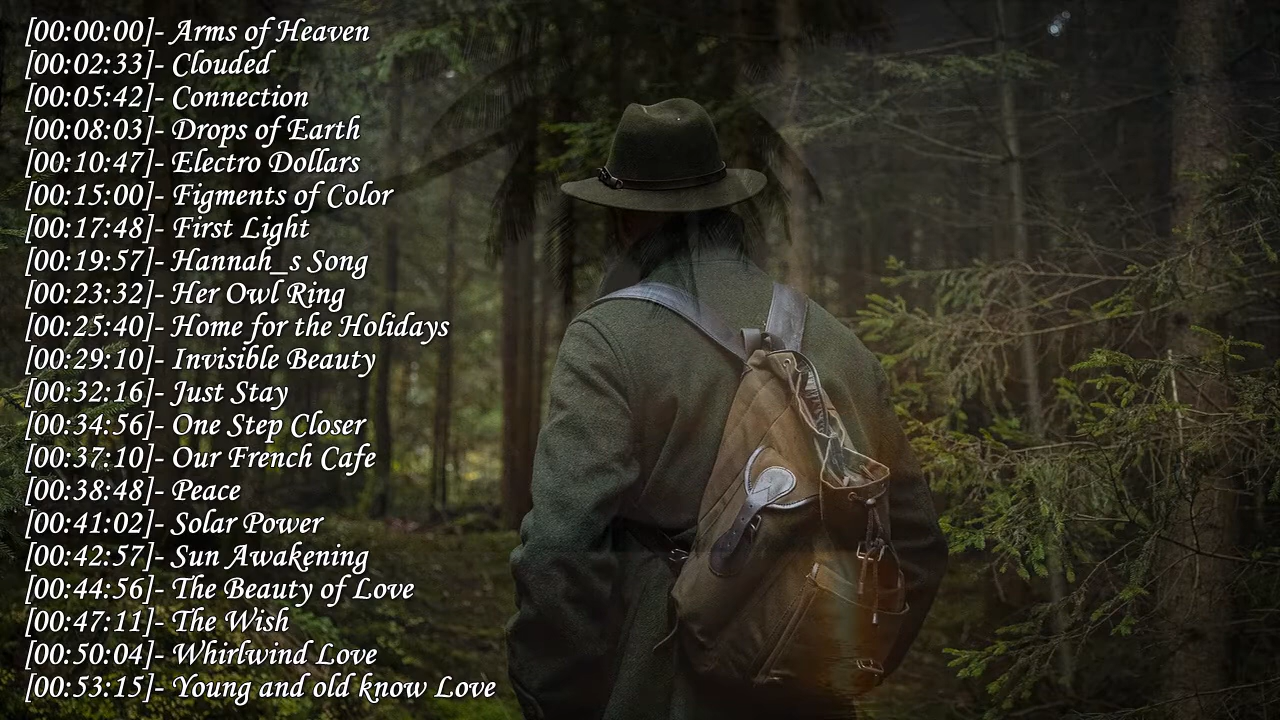 [00:00:00]- Arms of Heaven
[00:02:33]- Clouded
[00:05:42]- Connection
[00:08:03]- Drops of Earth
[00:10:47]- Electro Dollars
[00:15:00]- Figments of Color
[00:17:48]- First Light
[00:19:57]- Hannah_s Song
[00:23:32]- Her Owl Ring
[00:25:40]- Home for the Holidays
[00:29:10]- Invisible Beauty
[00:32:16]- Just Stay
[00:34:56]- One Step Closer
[00:37:10]- Our French Cafe
[00:38:48]- Peace
[00:41:02]- Solar Power
[00:42:57]- Sun Awakening
[00:44:56]- The Beauty of Love
[00:47:11]- The Wish
[00:50:04]- Whirlwind Love
[00:53:15]- Young and old know Love